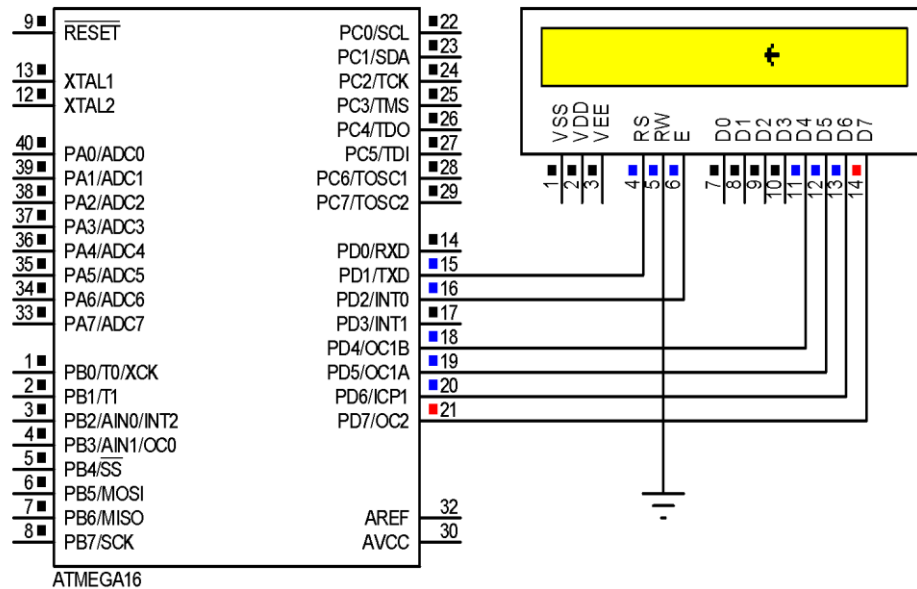 9 RESET
13 XTAL1
12 XTAL2
40 PA0/ADC0
39 PA1/ADC1
38 PA2/ADC2
37 PA3/ADC3
36 PA4/ADC4
35 PA5/ADC5
34 PA6/ADC6
33 PA7/ADC7
1 PB0/T0/XCK
2 PB1/T1
3 PB2/AIN0/INT2
4 PB3/AIN1/OC0
5 PB4/SS
6 PB5/MOSI
7 PB6/MISO
8 PB7/SCK
PC0/SCL 22
PC1/SDA 23
PC2/TCK 24
PC3/TMS 25
PC4/TDO 26
PC5/TDI 27
PC6/TOSC1 28
PC7/TOSC2 29
PD0/RXD 14
PD1/TXD 15
PD2/INT0 16
PD3/INT1 17
PD4/OC1B 18
PD5/OC1A 19
PD6/ICP1 20
PD7/OC2 21
AREF 32
AVCC 30
ATMEGA16
VSS 1
VDD 2
VEE 3
RS 4
RW 5
E 6
D0 7
D1 8
D2 9
D3 10
D4 11
D5 12
D6 13
D7 14